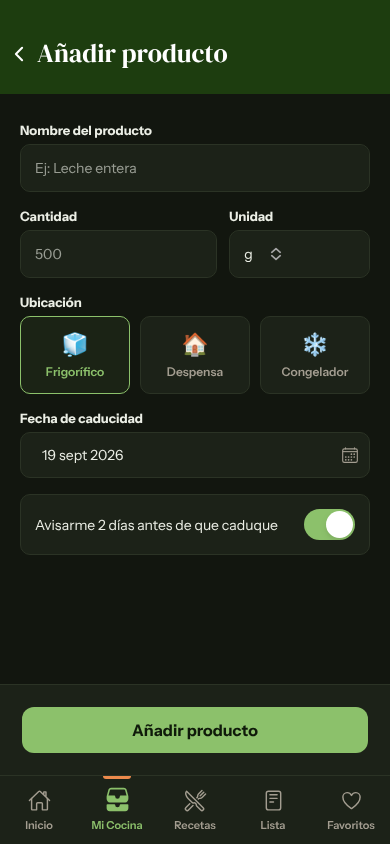 Añadir producto
Nombre del producto
Ej: Leche entera
Cantidad
Unidad
500
g
Ubicación
Frigorífico
Despensa
Congelador
Fecha de caducidad
19 sept 2026
Avisarme 2 días antes de que caduque
Añadir producto
Inicio
Mi Cocina
Recetas
Lista
Favoritos